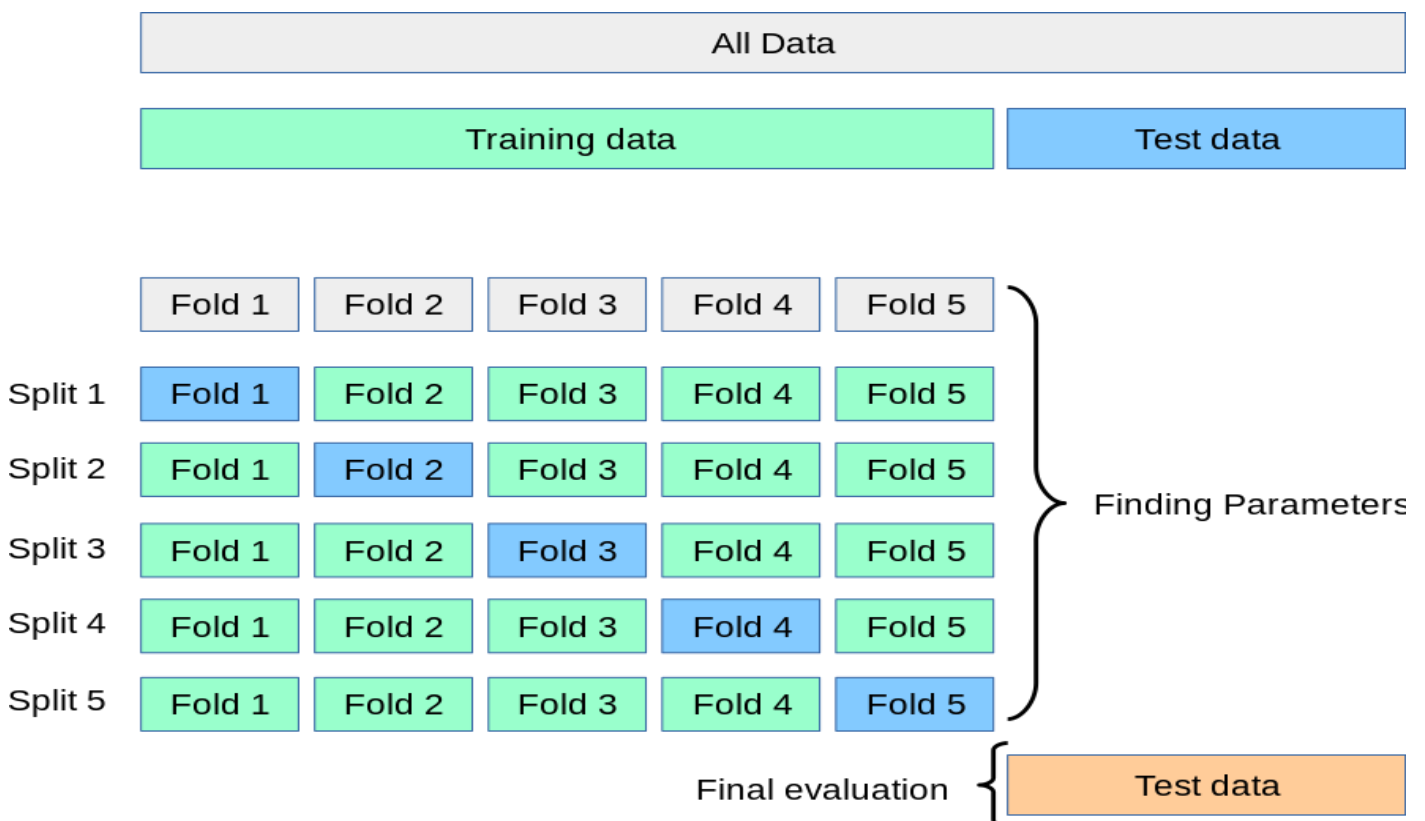 All Data
Training data Test data
Fold 1 Fold 2 Fold 3 Fold 4 Fold 5
Split 1 Fold 1 Fold 2 Fold 3 Fold 4 Fold 5
Split 2 Fold 1 Fold 2 Fold 3 Fold 4 Fold 5
Finding Parameters
Split 3 Fold 1 Fold 2 Fold 3 Fold 4 Fold 5
Split 4 Fold 1 Fold 2 Fold 3 Fold 4 Fold 5
Split 5 Fold 1 Fold 2 Fold 3 Fold 4 Fold 5
Final evaluation Test data